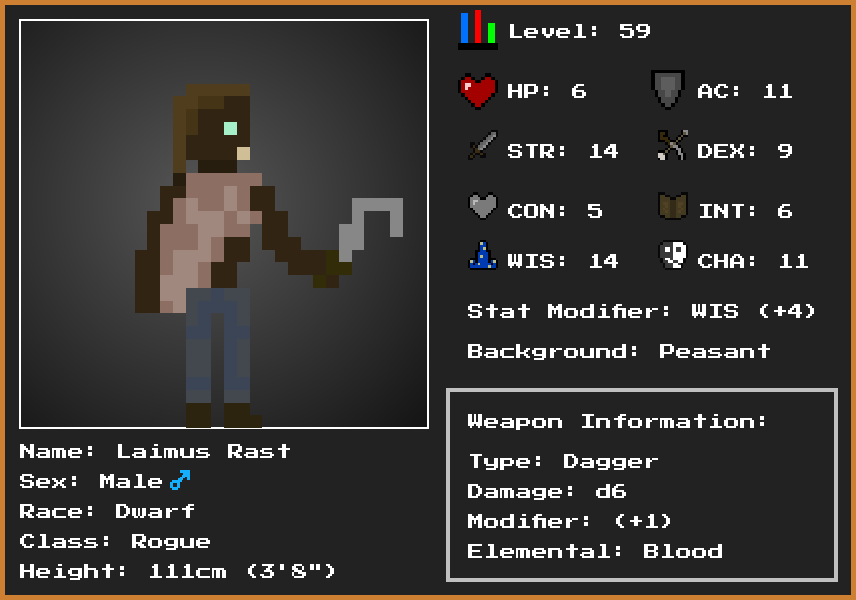 Level: 59
HP: 6
AC: 11
STR: 14
DEX: 9
CON: 5
INT: 6
WIS: 14
CHA: 11
Stat Modifier: WIS (+4)
Background: Peasant
Weapon Information:
Type: Dagger
Damage: d6
Modifier: (+1)
Elemental: Blood
Name: Laimus Rast
Sex: Male♂
Race: Dwarf
Class: Rogue
Height: 111cm (3'8")